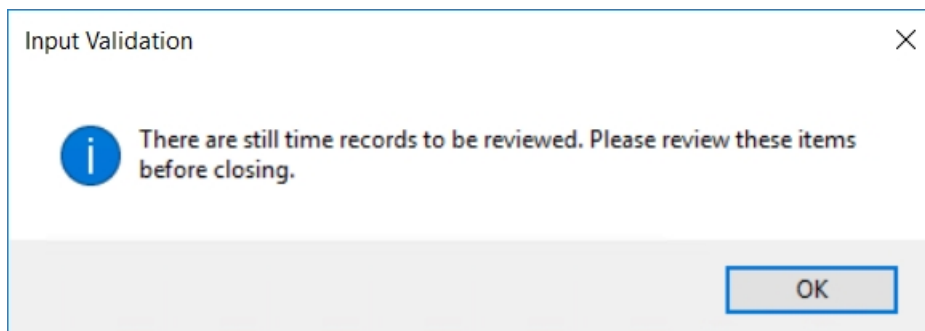 Input Validation
There are still time records to be reviewed. Please review these items
before closing.
OK